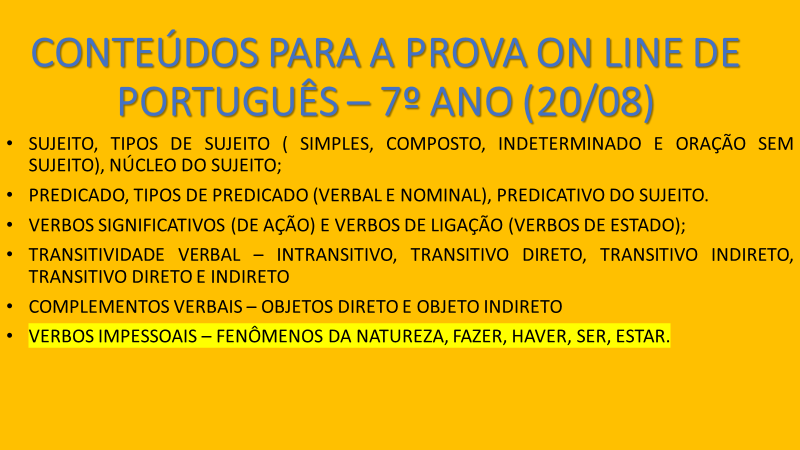 CONTEÚDOS PARA A PROVA ON LINE DE
PORTUGUÊS – 7º ANO (20/08)
• SUJEITO, TIPOS DE SUJEITO ( SIMPLES, COMPOSTO, INDETERMINADO E ORAÇÃO SEM
SUJEITO), NÚCLEO DO SUJEITO;
• PREDICADO, TIPOS DE PREDICADO (VERBAL E NOMINAL), PREDICATIVO DO SUJEITO.
• VERBOS SIGNIFICATIVOS (DE AÇÃO) E VERBOS DE LIGAÇÃO (VERBOS DE ESTADO);
• TRANSITIVIDADE VERBAL – INTRANSITIVO, TRANSITIVO DIRETO, TRANSITIVO INDIRETO,
TRANSITIVO DIRETO E INDIRETO
• COMPLEMENTOS VERBAIS – OBJETOS DIRETO E OBJETO INDIRETO
• VERBOS IMPESSOAIS – FENÔMENOS DA NATUREZA, FAZER, HAVER, SER, ESTAR.